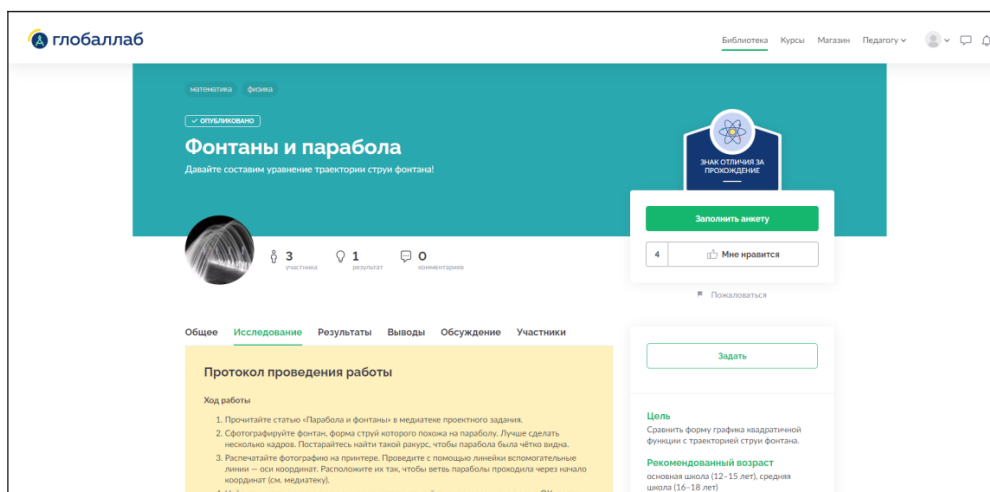 глобаллаб
Библиотека Курсы Магазин Педагогу
математика физика
ОПУБЛИКОВАНО
Фонтаны и парабола
Давайте составим уравнение траектории струи фонтана!
ЗНАК ОТЛИЧИЯ ЗА
ПРОХОЖДЕНИЕ
Заполнить анкету
3
участника
1
результат
0
комментариев
4 Мне нравится
Пожаловаться
Общее Исследование Результаты Выводы Обсуждение Участники
Протокол проведения работы
Ход работы
1. Прочитайте статью «Парабола и фонтаны» в медиатеке проектного задания.
2. Сфотографируйте фонтан, форма струй которого похожа на параболу. Лучше сделать
несколько кадров. Постарайтесь найти такой ракурс, чтобы парабола была чётко видна.
3. Распечатайте фотографию на принтере. Проведите с помощью линейки вспомогательные
линии — оси координат. Расположите их так, чтобы ветвь параболы проходила через начало
координат (см. медиатеку).
Задать
Цель
Сравнить форму графика квадратичной
функции с траекторией струи фонтана.
Рекомендованный возраст
основная школа (12–15 лет), средняя
школа (16–18 лет)